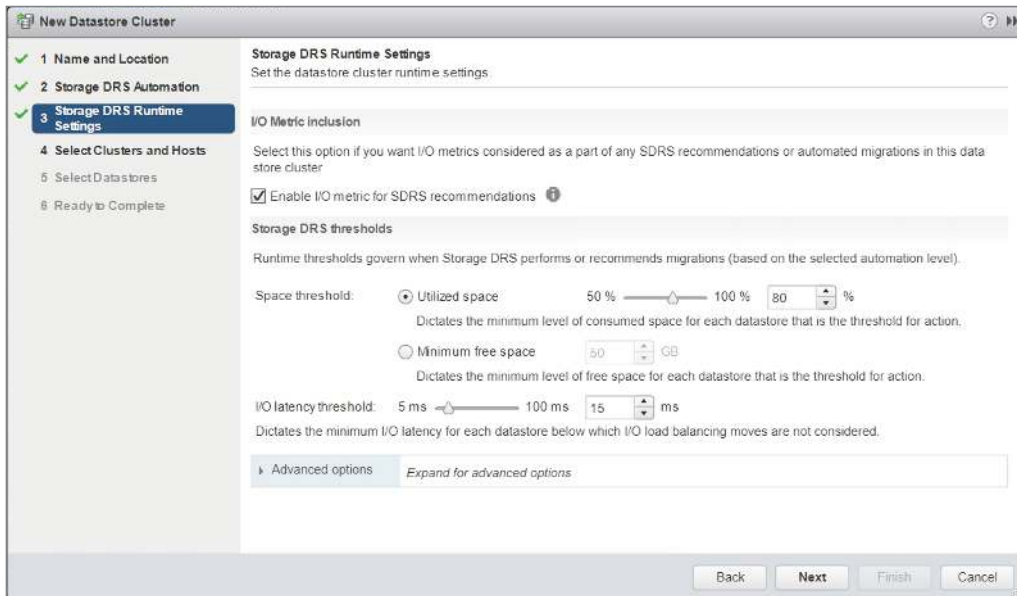 New Datastore Cluster
?
1 Name and Location
2 Storage DRS Automation
3 Storage DRS Runtime
Settings
4 Select Clusters and Hosts
5 Select Datastores
6 Ready to Complete
Storage DRS Runtime Settings
Set the datastore cluster runtime settings.
I/O Metric inclusion
Select this option if you want I/O metrics considered as a part of any SDRS recommendations or automated migrations in this data
store cluster
Enable I/O metric for SDRS recommendations
Storage DRS thresholds
Runtime thresholds govern when Storage DRS performs or recommends migrations (based on the selected automation level).
Space threshold: Utilized space 50 % 100 % 80 %
Dictates the minimum level of consumed space for each datastore that is the threshold for action.
Minimum free space 50 GB
Dictates the minimum level of free space for each datastore that is the threshold for action.
I/O latency threshold: 5 ms 100 ms 15 ms
Dictates the minimum I/O latency for each datastore below which I/O load balancing moves are not considered.
Advanced options Expand for advanced options
Back Next Finish Cancel